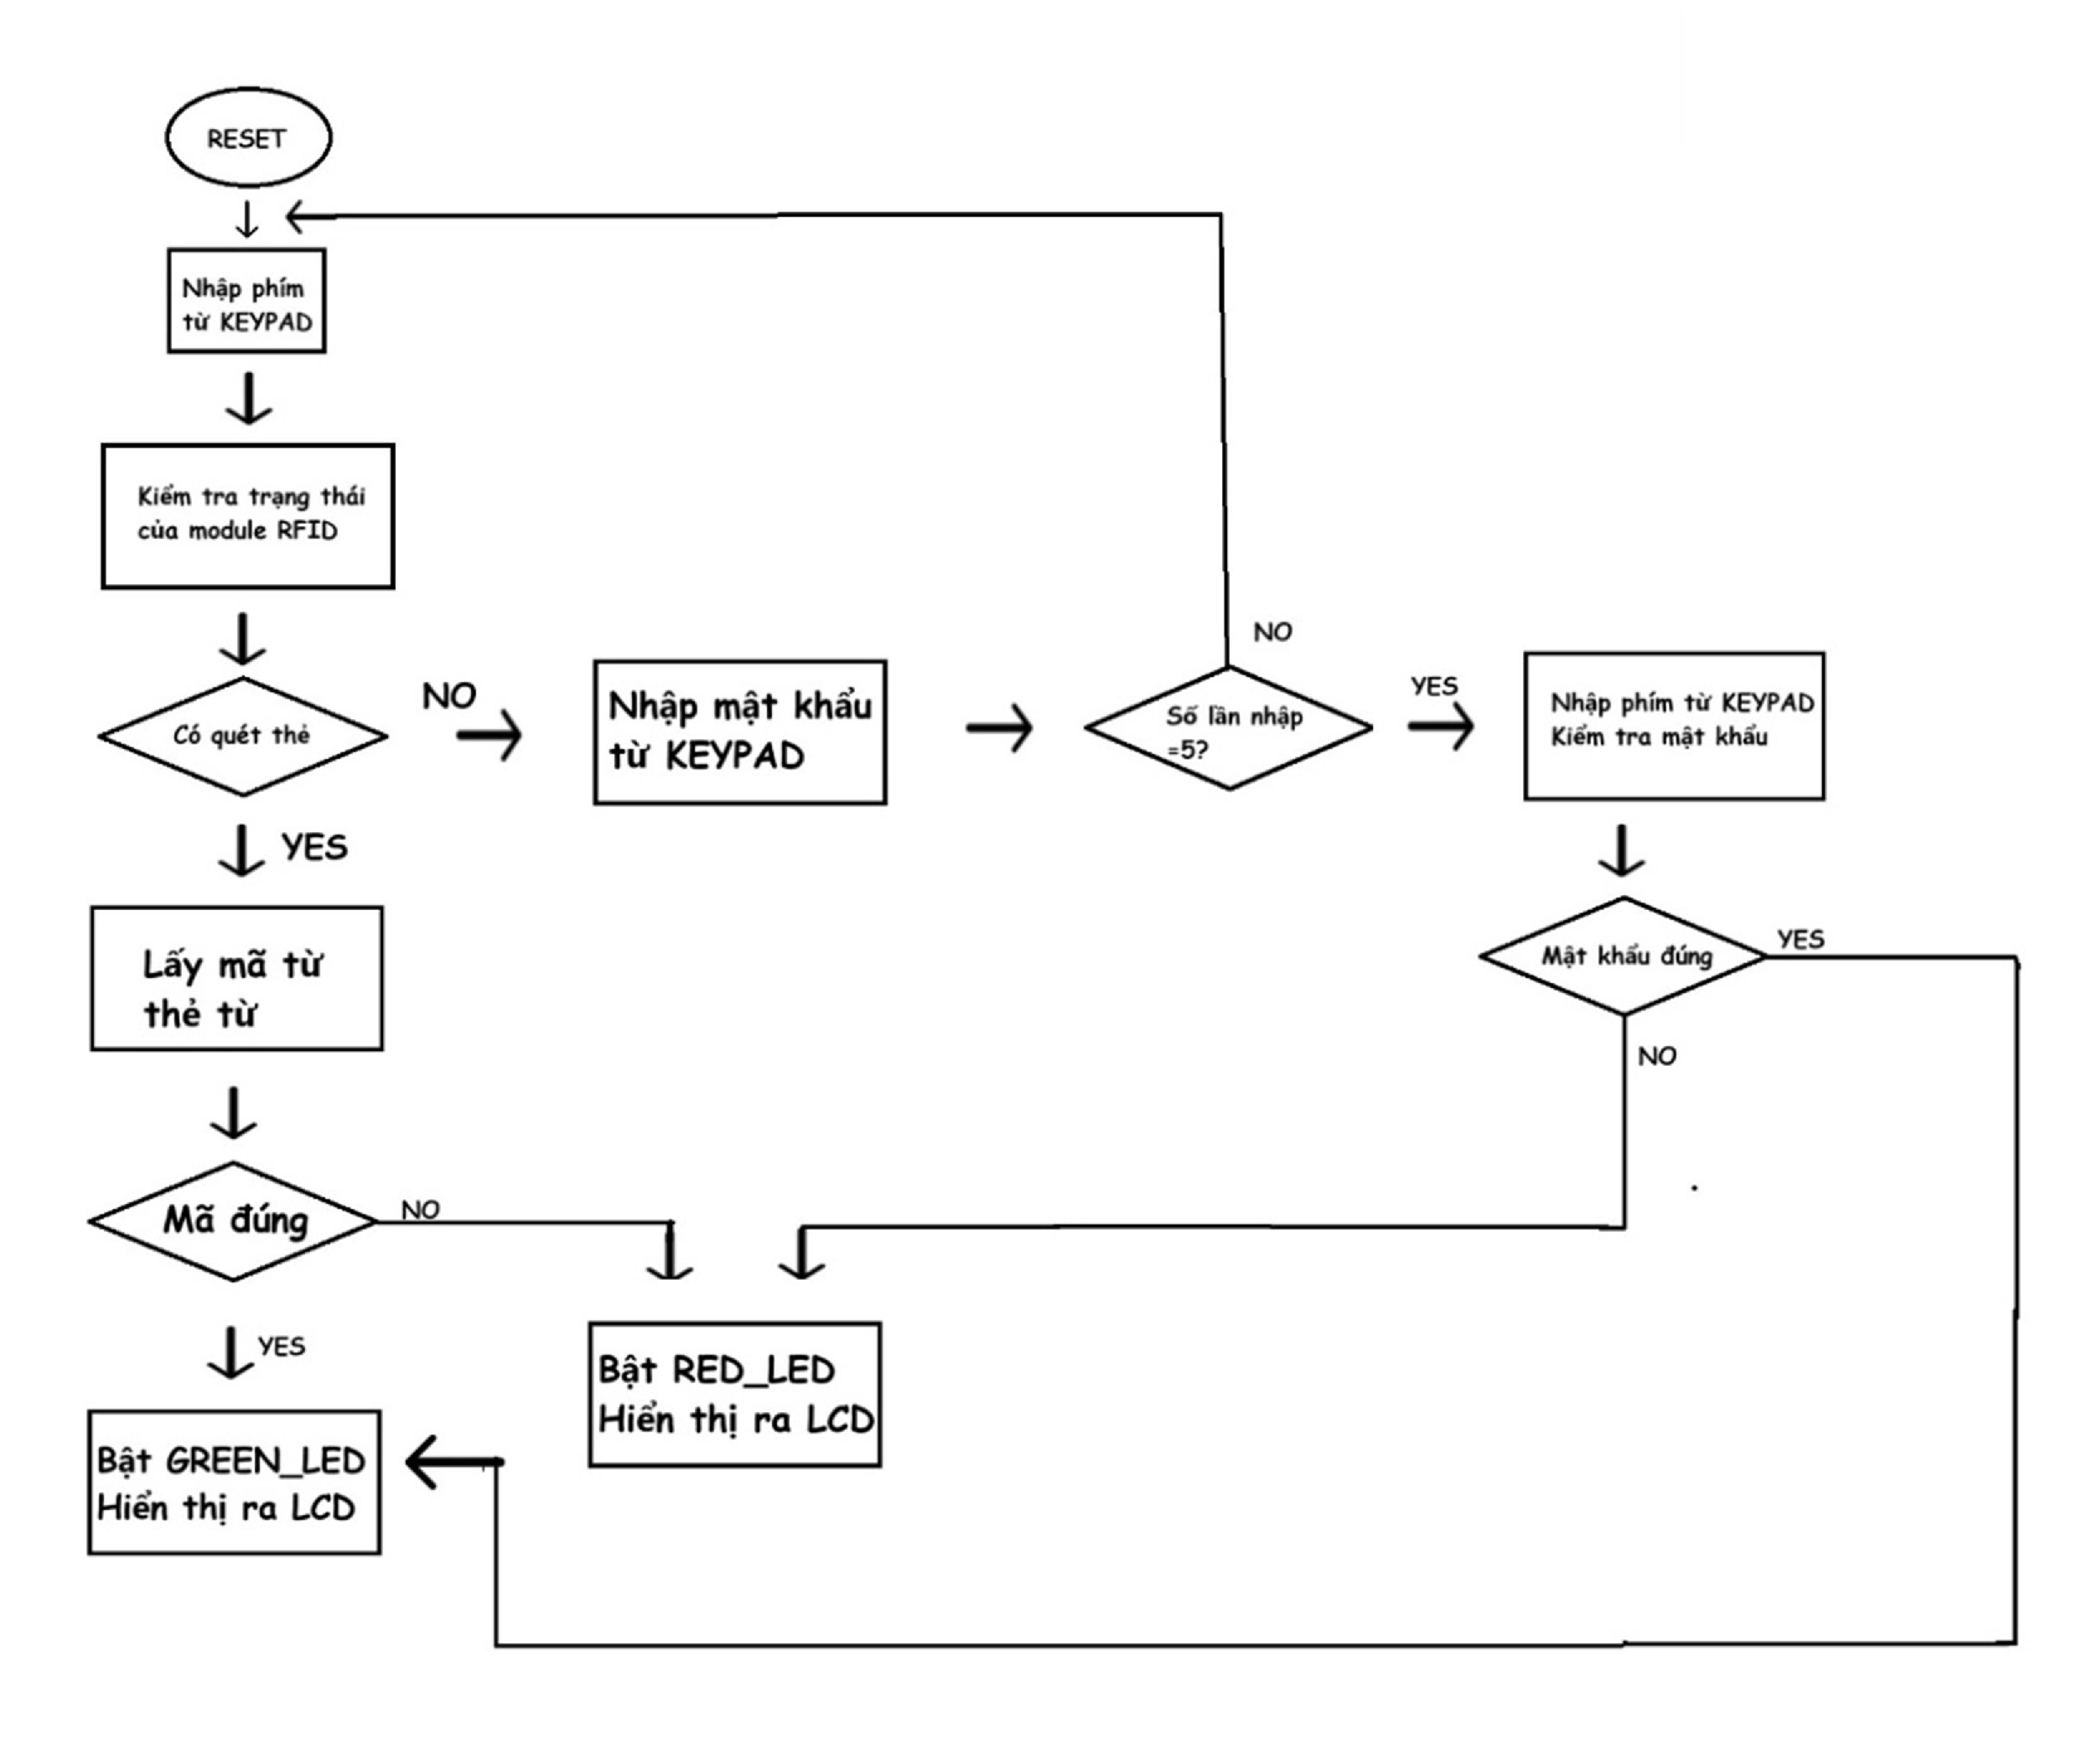 RESET
Nhập phím
từ KEYPAD
Kiểm tra trạng thái
của module RFID
Có quét thẻ
NO
Nhập mật khẩu
từ KEYPAD
Số lần nhập
=5?
NO
YES
Nhập phím từ KEYPAD
Kiểm tra mật khẩu
YES
Lấy mã từ
thẻ từ
Mật khẩu đúng
YES
NO
Mã đúng
NO
YES
Bật RED_LED
Hiển thị ra LCD
Bật GREEN_LED
Hiển thị ra LCD